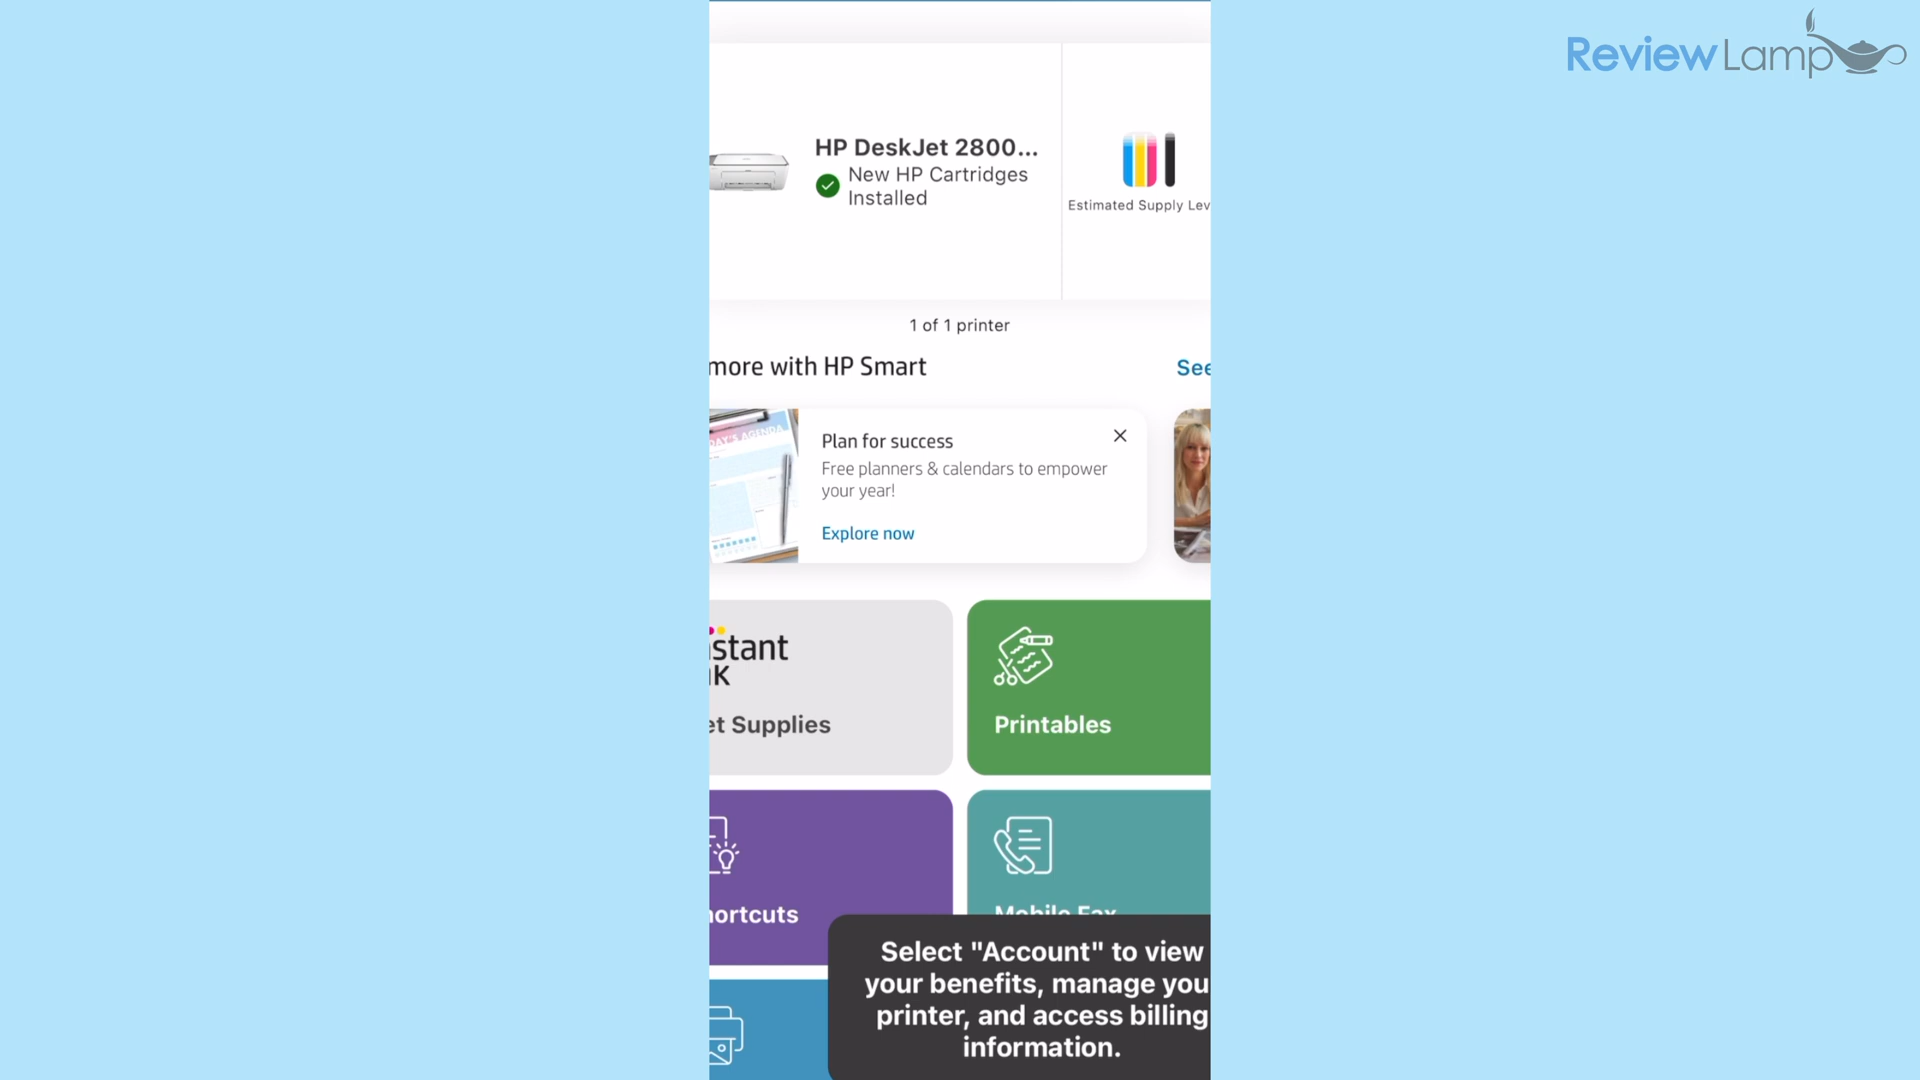 ReviewLamp
HP DeskJet 2800...
New HP Cartridges
Installed
Estimated Supply Lev
1 of 1 printer
more with HP Smart
See
DAY'S AGENDA
Plan for success
Free planners & calendars to empower
your year!
Explore now
stant
K
et Supplies
Printables
ortcuts
Mobile Fax
Select "Account" to view
your benefits, manage you
printer, and access billing
information.